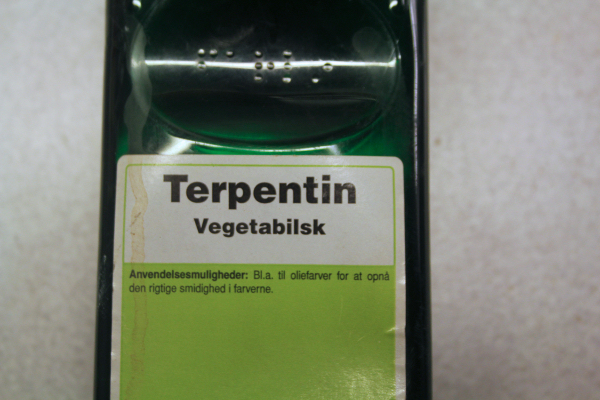 Terpentin
Vegetabilsk
Anvendelsesmuligheder: Bl.a. til oliefarver for at opnå
den rigtige smidighed i farverne.